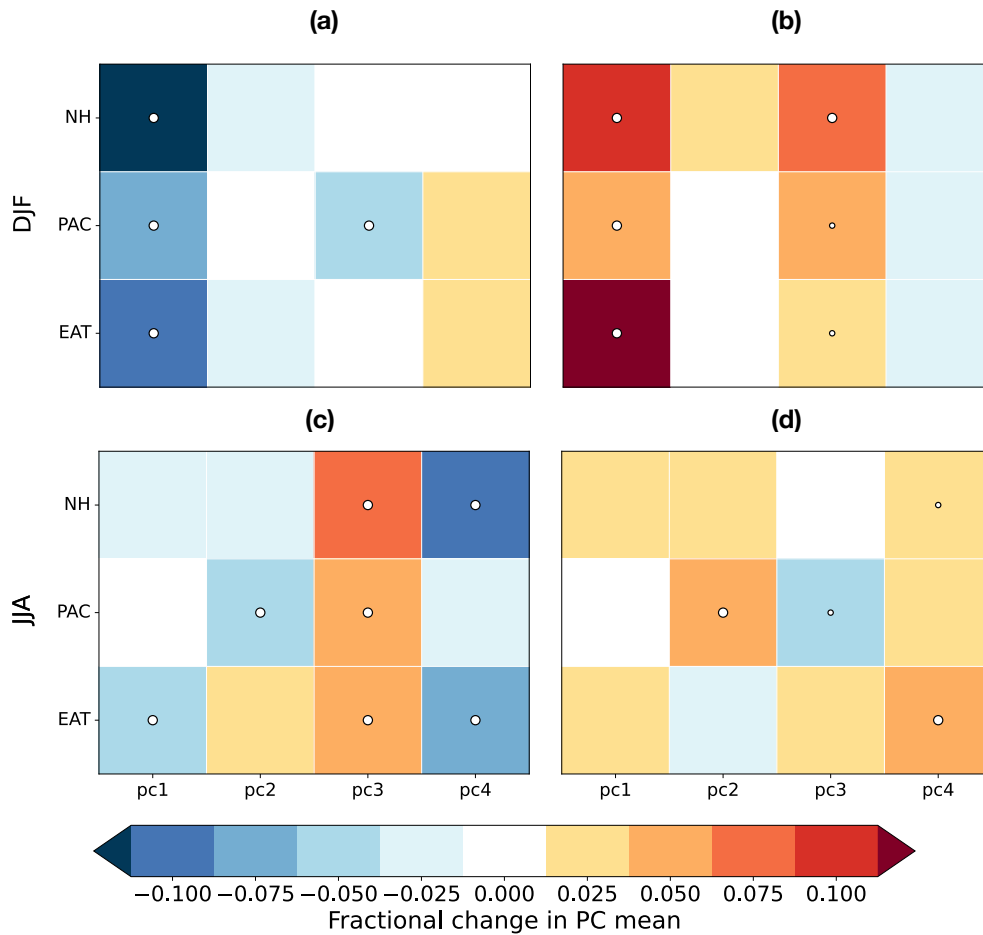 (a) (b)
NH
PAC
EAT
DJF
(c) (d)
NH
PAC
EAT
JJA
pc1 pc2 pc3 pc4 pc1 pc2 pc3 pc4
−0.100 −0.075 −0.050 −0.025 0.000 0.025 0.050 0.075 0.100
Fractional change in PC mean